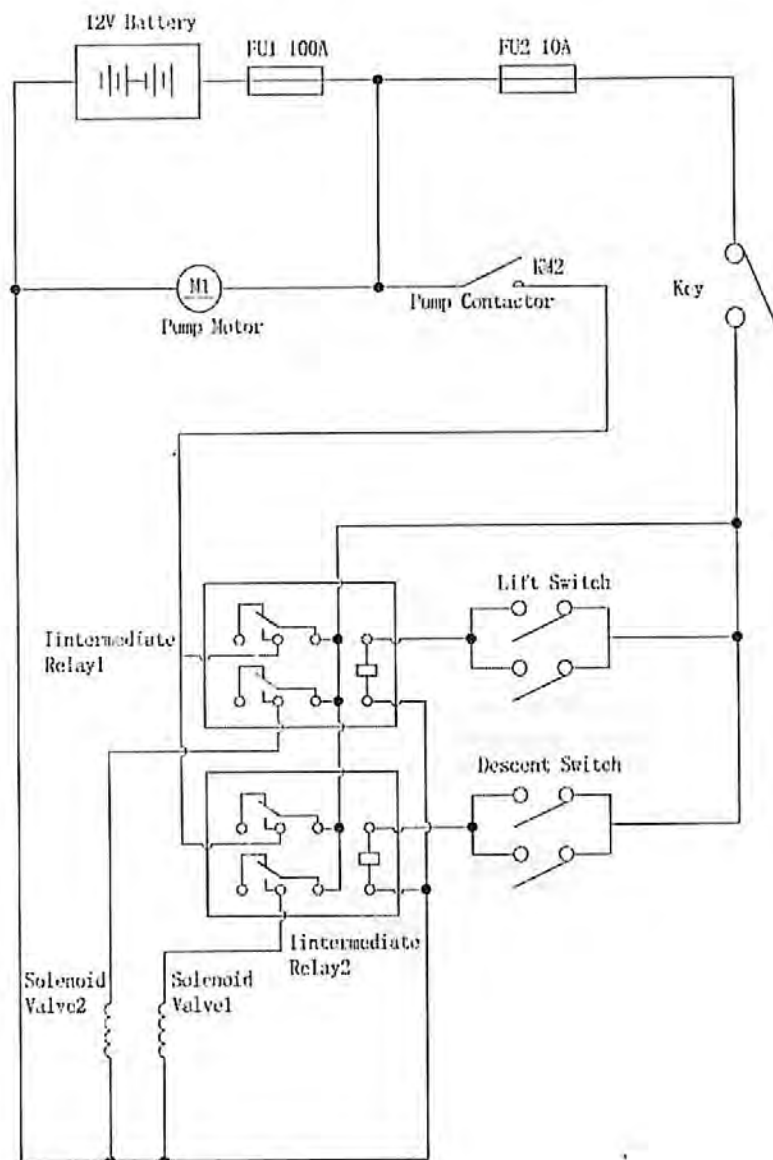 12V Battery
FU1 100A
FU2 10A
M1
Pump Motor
KM2
Pump Contactor
Key
Iintermediate
Relay1
Lift Switch
Descent Switch
Iintermediate
Relay2
Solenoid
Valve2
Solenoid
Valve1